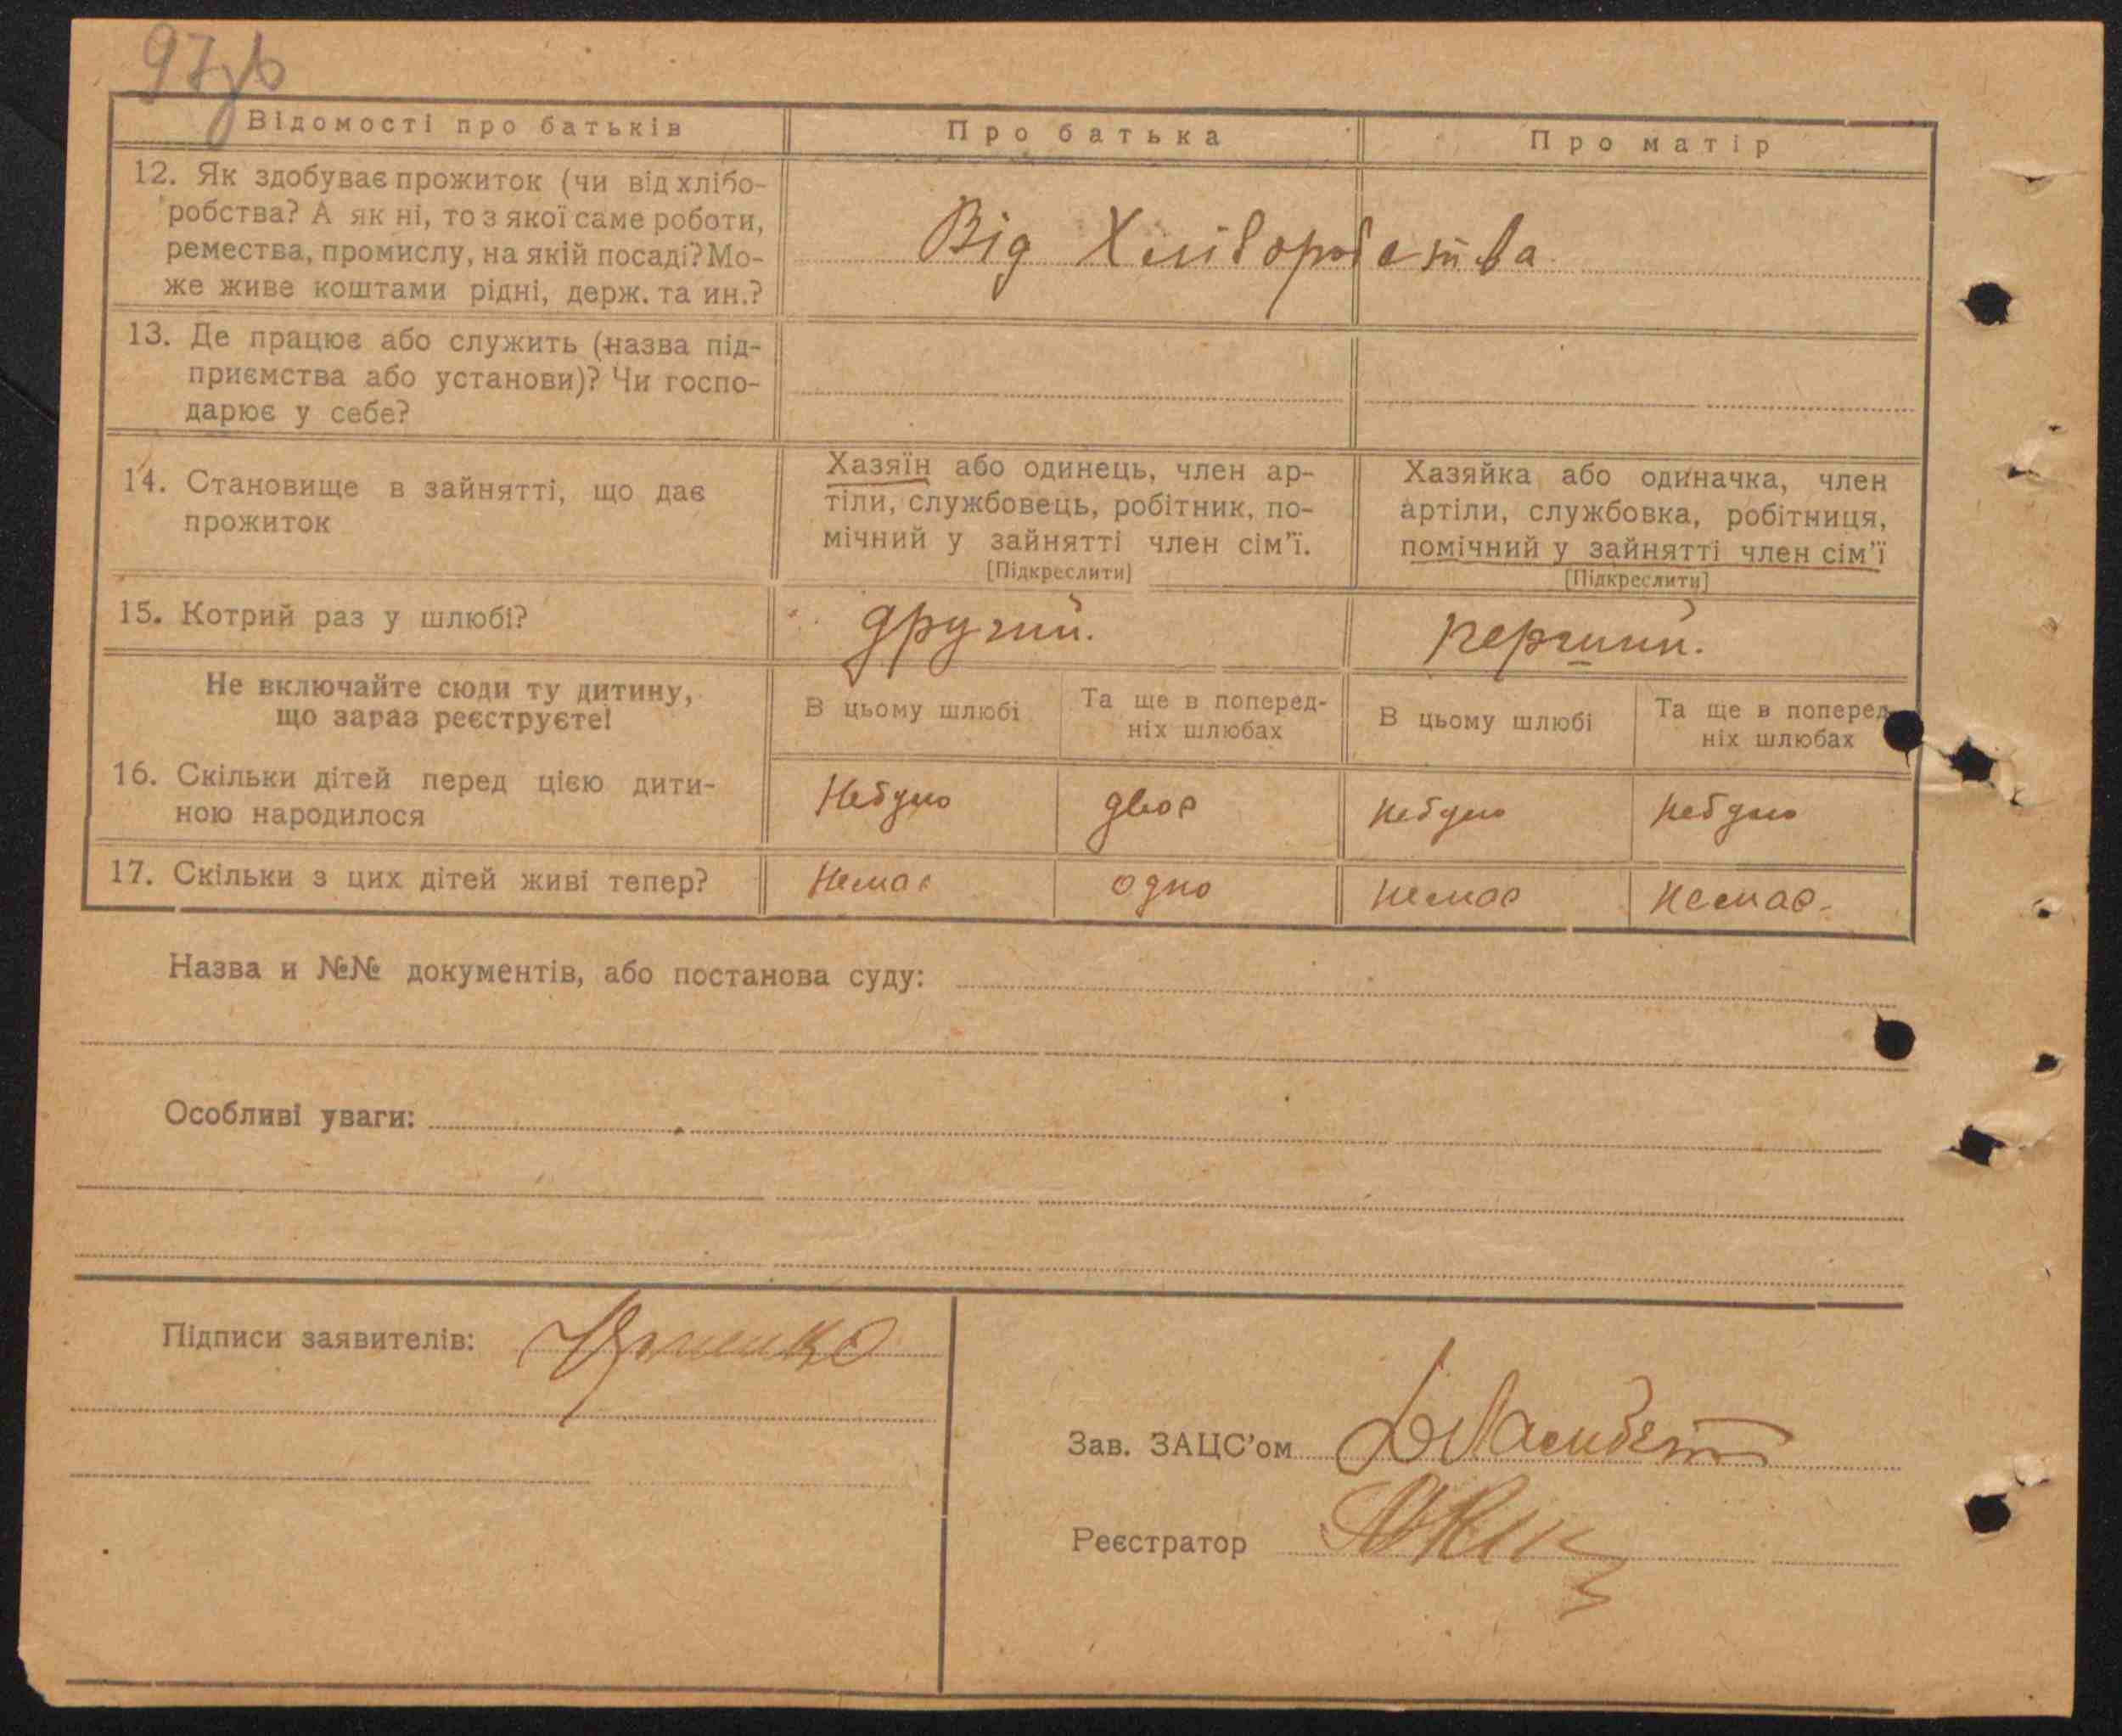 97зв
Відомості про батьків
Про батька
Про матір
12. Як здобуває прожиток (чи від хлібо-
робства? А як ні, то з якої саме роботи,
ремества, промислу, на якій посаді? Мо-
же живе коштами рідні, держ. та ин.?
Від Хліборобства
13. Де працює або служить (назва під-
приємства або установи)? Чи госпо-
дарює у себе?
14. Становище в зайнятті, що дає
прожиток
Хазяїн або одинець, член ар-
тіли, службовець, робітник, по-
мічний у зайнятті член сім'ї.
[Підкреслити]
Хазяйка або одиначка, член
артіли, службовка, робітниця,
помічний у зайнятті член сім'ї
[Підкреслити]
15. Котрий раз у шлюбі?
другий.
перший.
Не включайте сюди ту дитину,
що зараз реєструєте!
В цьому шлюбі
Та ще в поперед-
ніх шлюбах
В цьому шлюбі
Та ще в поперед-
ніх шлюбах
16. Скільки дітей перед цією дити-
ною народилося
Небуло
двоє
небуло
небуло
17. Скільки з цих дітей живі тепер?
Немає
одно
немає
немає.
Назва и №№ документів, або постанова суду:
Особливі уваги:
Підписи заявителів:
Зав. ЗАЦС'ом
Реєстратор